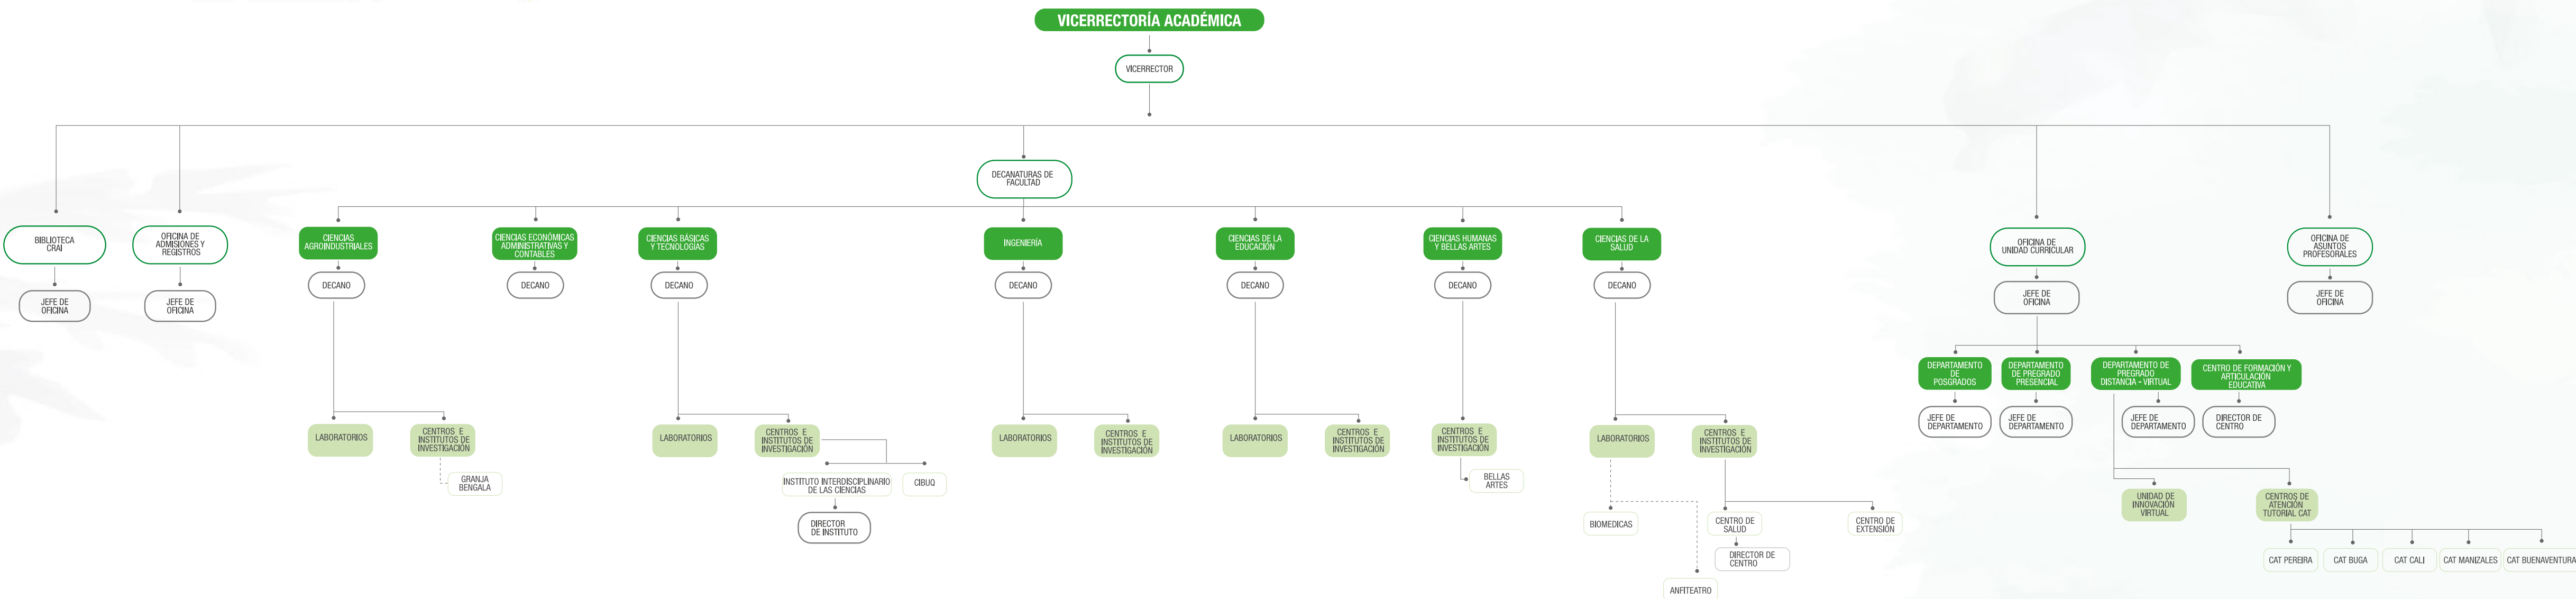 VICERRECTORÍA ACADÉMICA
VICERRECTOR
DECANATURAS DE
FACULTAD
BIBLIOTECA
CRAI
JEFE DE
OFICINA
OFICINA DE
ADMISIONES Y
REGISTROS
JEFE DE
OFICINA
CIENCIAS
AGROINDUSTRIALES
DECANO
LABORATORIOS
CENTROS E
INSTITUTOS DE
INVESTIGACIÓN
GRANJA
BENGALA
CIENCIAS ECONÓMICAS
ADMINISTRATIVAS Y
CONTABLES
DECANO
CIENCIAS BÁSICAS
Y TECNOLOGÍAS
DECANO
LABORATORIOS
CENTROS E
INSTITUTOS DE
INVESTIGACIÓN
INSTITUTO INTERDISCIPLINARIO
DE LAS CIENCIAS
DIRECTOR
DE INSTITUTO
CIBUQ
INGENIERÍA
DECANO
LABORATORIOS
CENTROS E
INSTITUTOS DE
INVESTIGACIÓN
CIENCIAS DE LA
EDUCACIÓN
DECANO
LABORATORIOS
CENTROS E
INSTITUTOS DE
INVESTIGACIÓN
CIENCIAS HUMANAS
Y BELLAS ARTES
DECANO
CENTROS E
INSTITUTOS DE
INVESTIGACIÓN
BELLAS
ARTES
CIENCIAS DE LA
SALUD
DECANO
LABORATORIOS
BIOMEDICAS
ANFITEATRO
CENTROS E
INSTITUTOS DE
INVESTIGACIÓN
CENTRO DE
SALUD
DIRECTOR DE
CENTRO
CENTRO DE
EXTENSIÓN
OFICINA DE
UNIDAD CURRICULAR
JEFE DE
OFICINA
DEPARTAMENTO
DE
POSGRADOS
JEFE DE
DEPARTAMENTO
DEPARTAMENTO
DE PREGRADO
PRESENCIAL
JEFE DE
DEPARTAMENTO
DEPARTAMENTO DE
PREGRADO
DISTANCIA - VIRTUAL
JEFE DE
DEPARTAMENTO
UNIDAD DE
INNOVACIÓN
VIRTUAL
CENTROS DE
ATENCIÓN
TUTORIAL CAT
CAT PEREIRA
CAT BUGA
CAT CALI
CAT MANIZALES
CAT BUENAVENTURA
CENTRO DE FORMACIÓN Y
ARTICULACIÓN
EDUCATIVA
DIRECTOR DE
CENTRO
OFICINA DE
ASUNTOS
PROFESORALES
JEFE DE
OFICINA